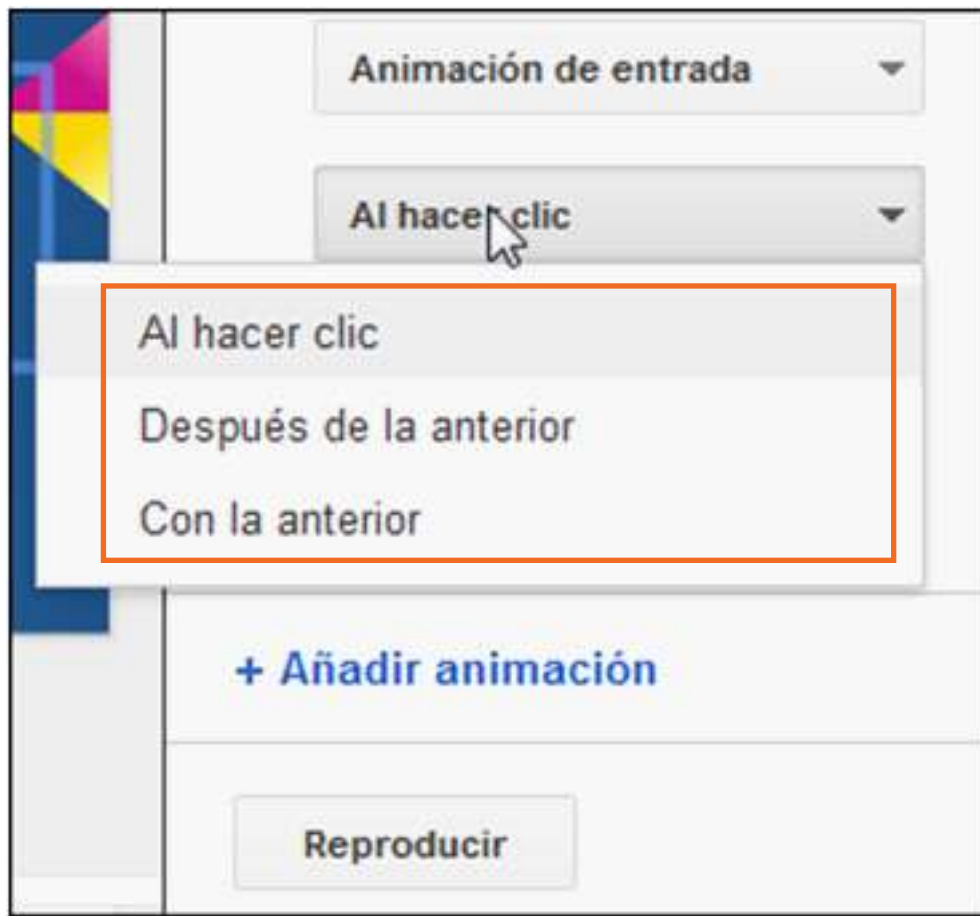 Animación de entrada
Al hacer clic
Al hacer clic
Después de la anterior
Con la anterior
+ Añadir animación
Reproducir